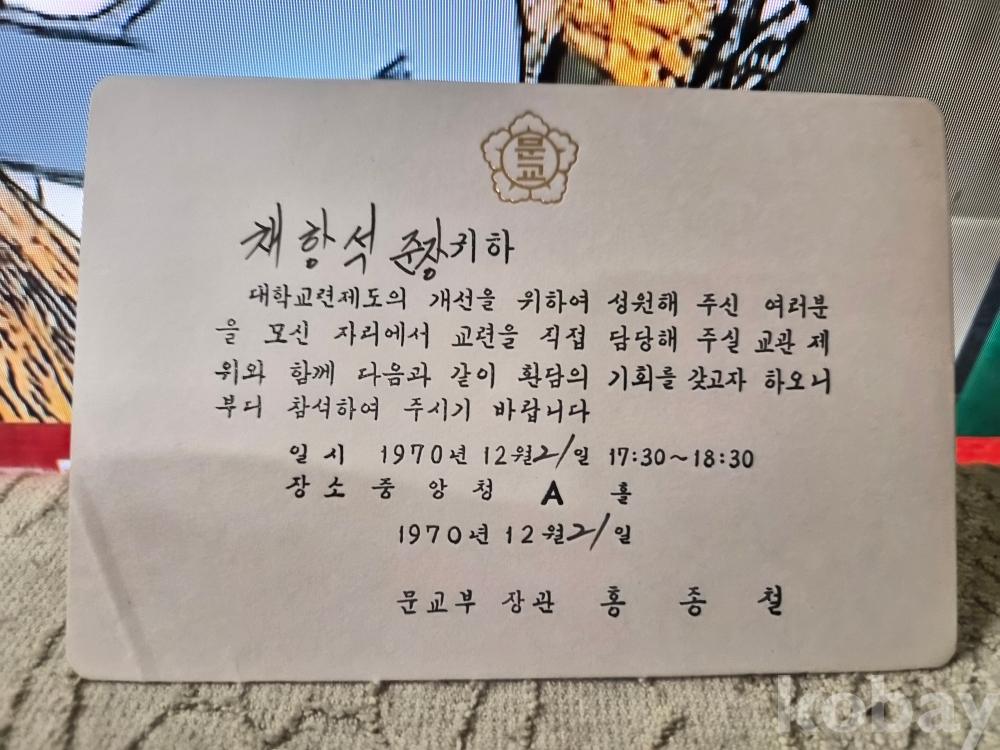 문교
채항석 준장귀하
대학교련제도의 개선을 위하여 성원해 주신 여러분
을 모신 자리에서 교련을 직접 담당해 주실 교관 제
위와 함께 다음과 같이 환담의 기회를 갖고자 하오니
부디 참석하여 주시기 바랍니다
일시 1970년 12월 21일 17:30~18:30
장소 중앙청 A 홀
1970년 12월 21일
문교부 장관 홍종철
kobay